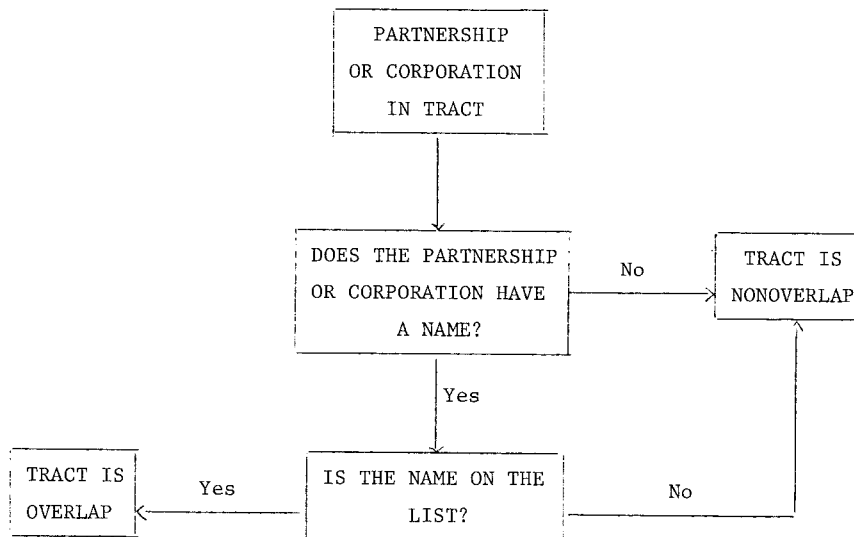 PARTNERSHIP
OR CORPORATION
IN TRACT
DOES THE PARTNERSHIP
OR CORPORATION HAVE
A NAME?
No
TRACT IS
NONOVERLAP
Yes
IS THE NAME ON THE
LIST?
Yes
TRACT IS
OVERLAP
No